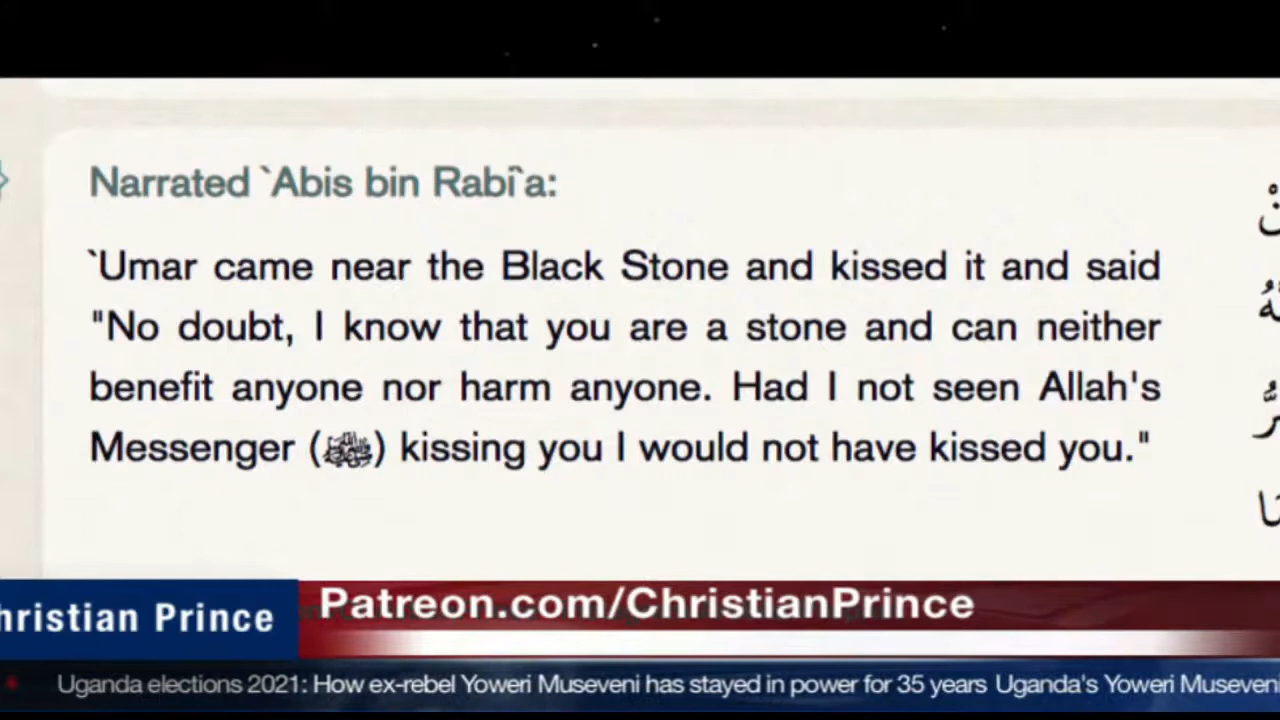 Narrated `Abis bin Rabi`a:
`Umar came near the Black Stone and kissed it and said
"No doubt, I know that you are a stone and can neither
benefit anyone nor harm anyone. Had I not seen Allah's
Messenger (ﷺ) kissing you I would not have kissed you."
hristian Prince
Patreon.com/ChristianPrince
Uganda elections 2021: How ex-rebel Yoweri Museveni has stayed in power for 35 years Uganda's Yoweri Museveni